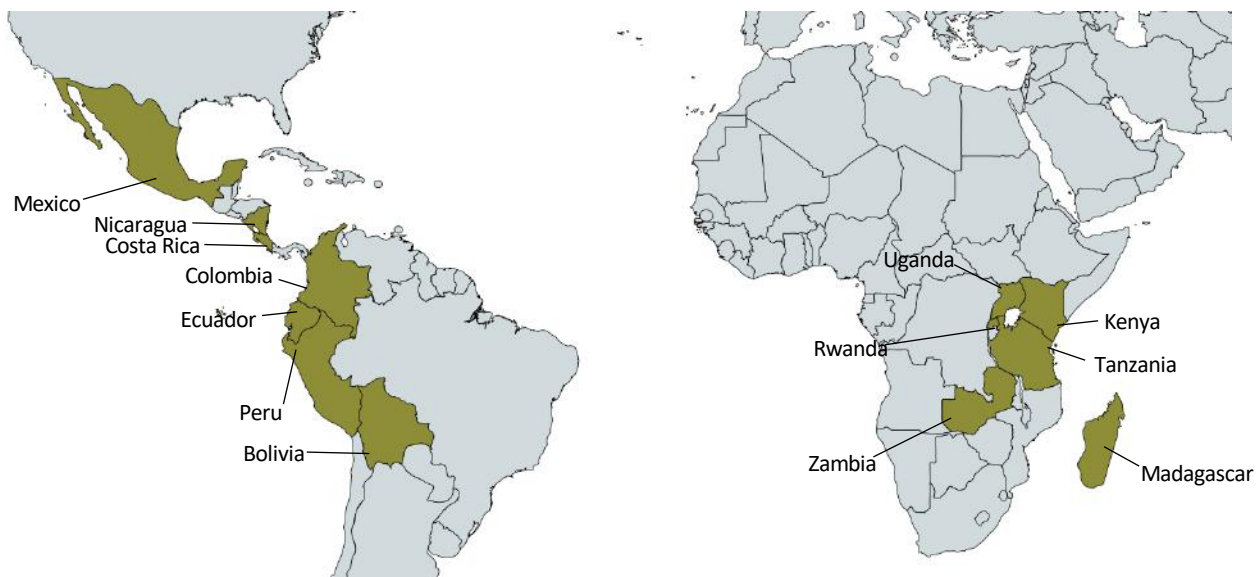 Mexico
Nicaragua
Costa Rica
Colombia
Ecuador
Peru
Bolivia
Uganda
Kenya
Rwanda
Tanzania
Zambia
Madagascar